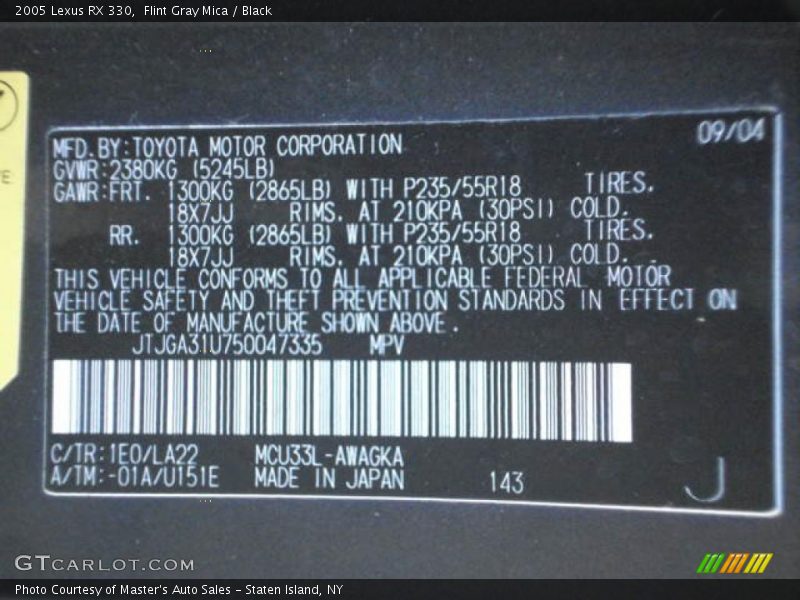 2005 Lexus RX 330, Flint Gray Mica / Black
MFD.BY:TOYOTA MOTOR CORPORATION 09/04
GVWR:2380KG (5245LB)
GAWR:FRT. 1300KG (2865LB) WITH P235/55R18 TIRES.
18X7JJ RIMS. AT 210KPA (30PSI) COLD.
RR. 1300KG (2865LB) WITH P235/55R18 TIRES.
18X7JJ RIMS. AT 210KPA (30PSI) COLD.
THIS VEHICLE CONFORMS TO ALL APPLICABLE FEDERAL MOTOR
VEHICLE SAFETY AND THEFT PREVENTION STANDARDS IN EFFECT ON
THE DATE OF MANUFACTURE SHOWN ABOVE.
JTJGA31U750047335 MPV
C/TR:1E0/LA22 MCU33L-AWAGKA
A/TM:-01A/U151E MADE IN JAPAN 143 J
GTCARLOT.COM
Photo Courtesy of Master's Auto Sales - Staten Island, NY